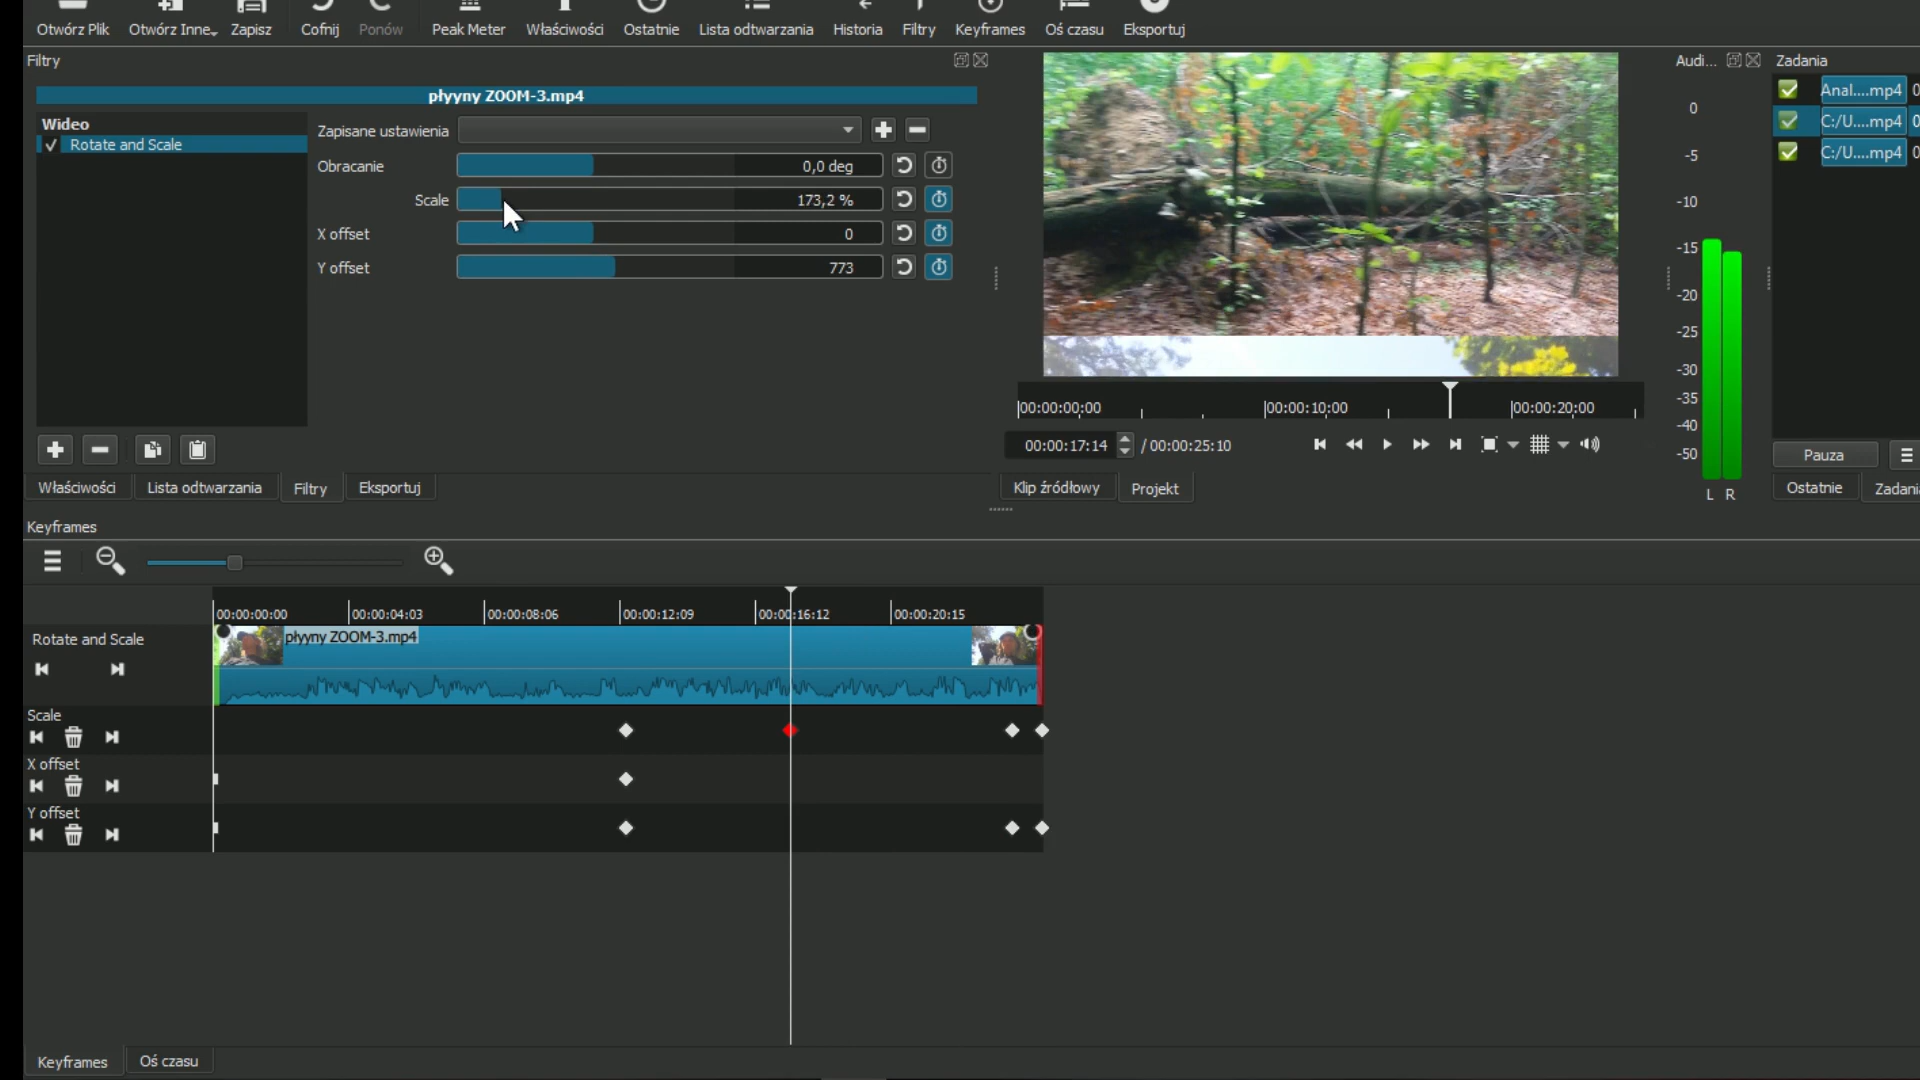 Otwórz Plik Otwórz Inne Zapisz Cofnij Ponów Peak Meter Właściwości Ostatnie Lista odtwarzania Historia Filtry Keyframes Oś czasu Eksportuj
Filtry
Audi... Zadania
płyyny ZOOM-3.mp4
Wideo
Rotate and Scale
Zapisane ustawienia
Obracanie 0,0 deg
Scale 173,2 %
X offset 0
Y offset 773
0
-5
-10
-15
-20
-25
-30
-35
-40
-50
L R
Anal....mp4 0
C:/U....mp4 0
C:/U....mp4 0
00:00:00;00 00:00:10;00 00:00:20;00
00:00:17:14 / 00:00:25:10
Pauza
Właściwości Lista odtwarzania Filtry Eksportuj
Klip źródłowy Projekt
Ostatnie Zadania
Keyframes
00:00:00:00 00:00:04:03 00:00:08:06 00:00:12:09 00:00:16:12 00:00:20:15
Rotate and Scale
płyyny ZOOM-3.mp4
Scale
X offset
Y offset
Keyframes Oś czasu